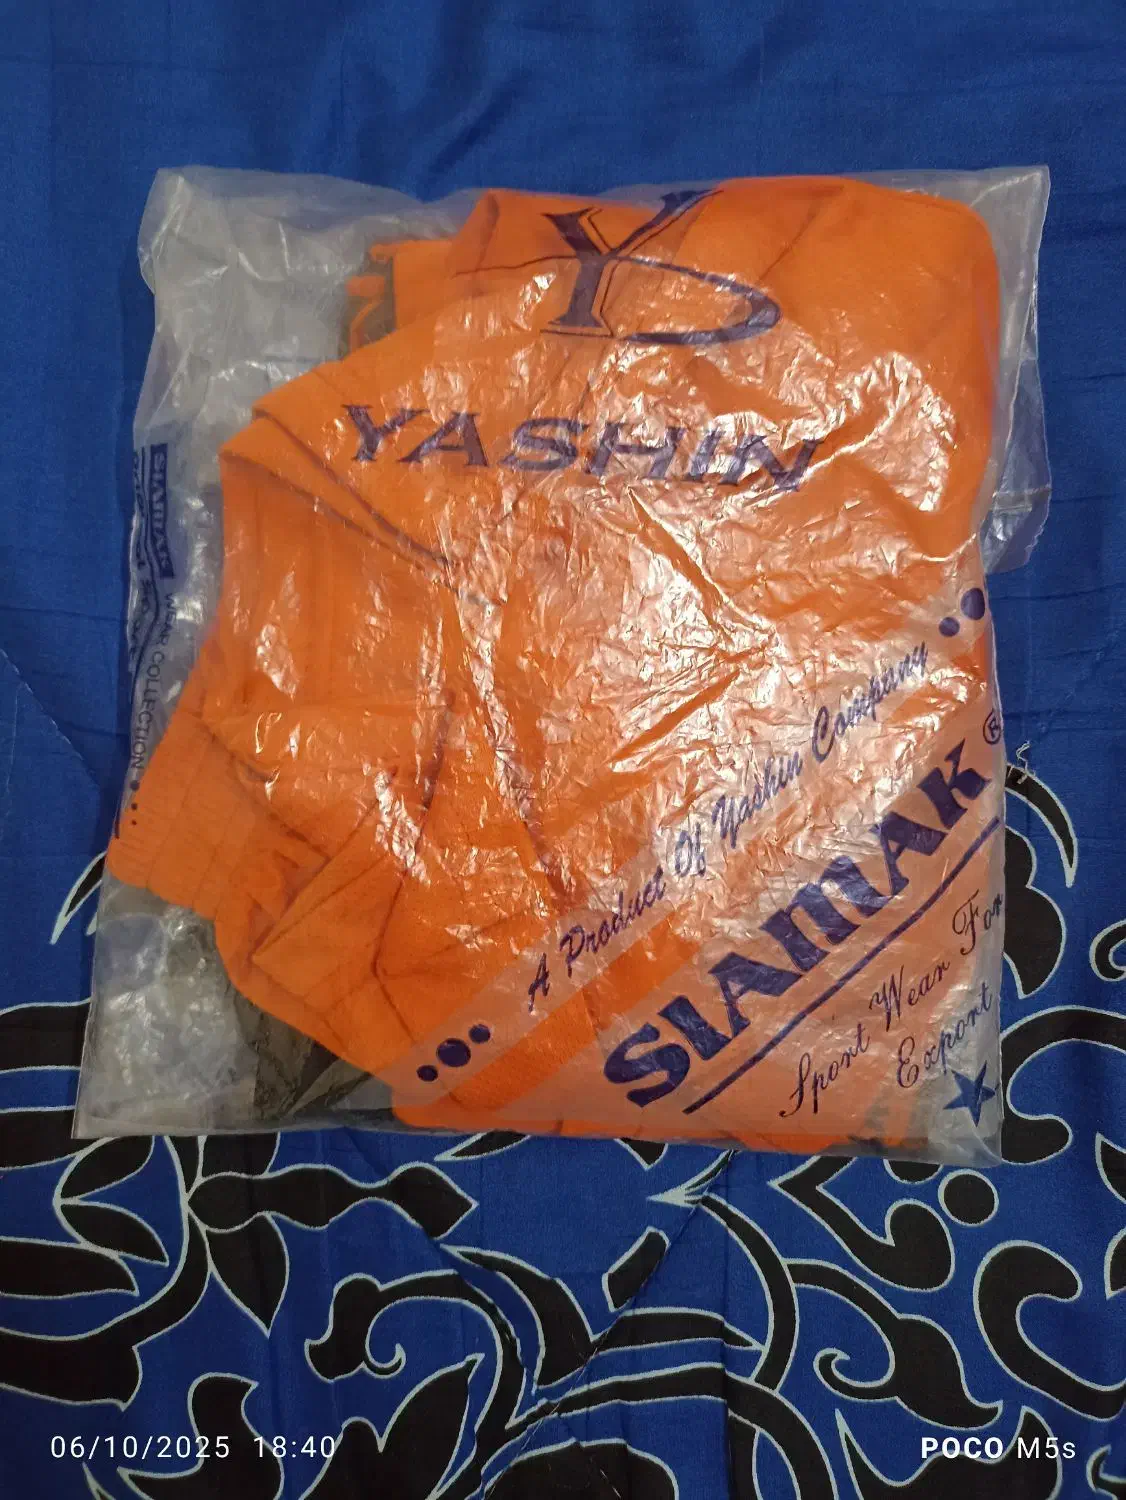 Y
YASHIN
SIAMAK
WEAR COLLECTION
A Product Of Yashin Company
SIAMAK®
Sport Wear For
Export
06/10/2025 18:40
POCO M5s